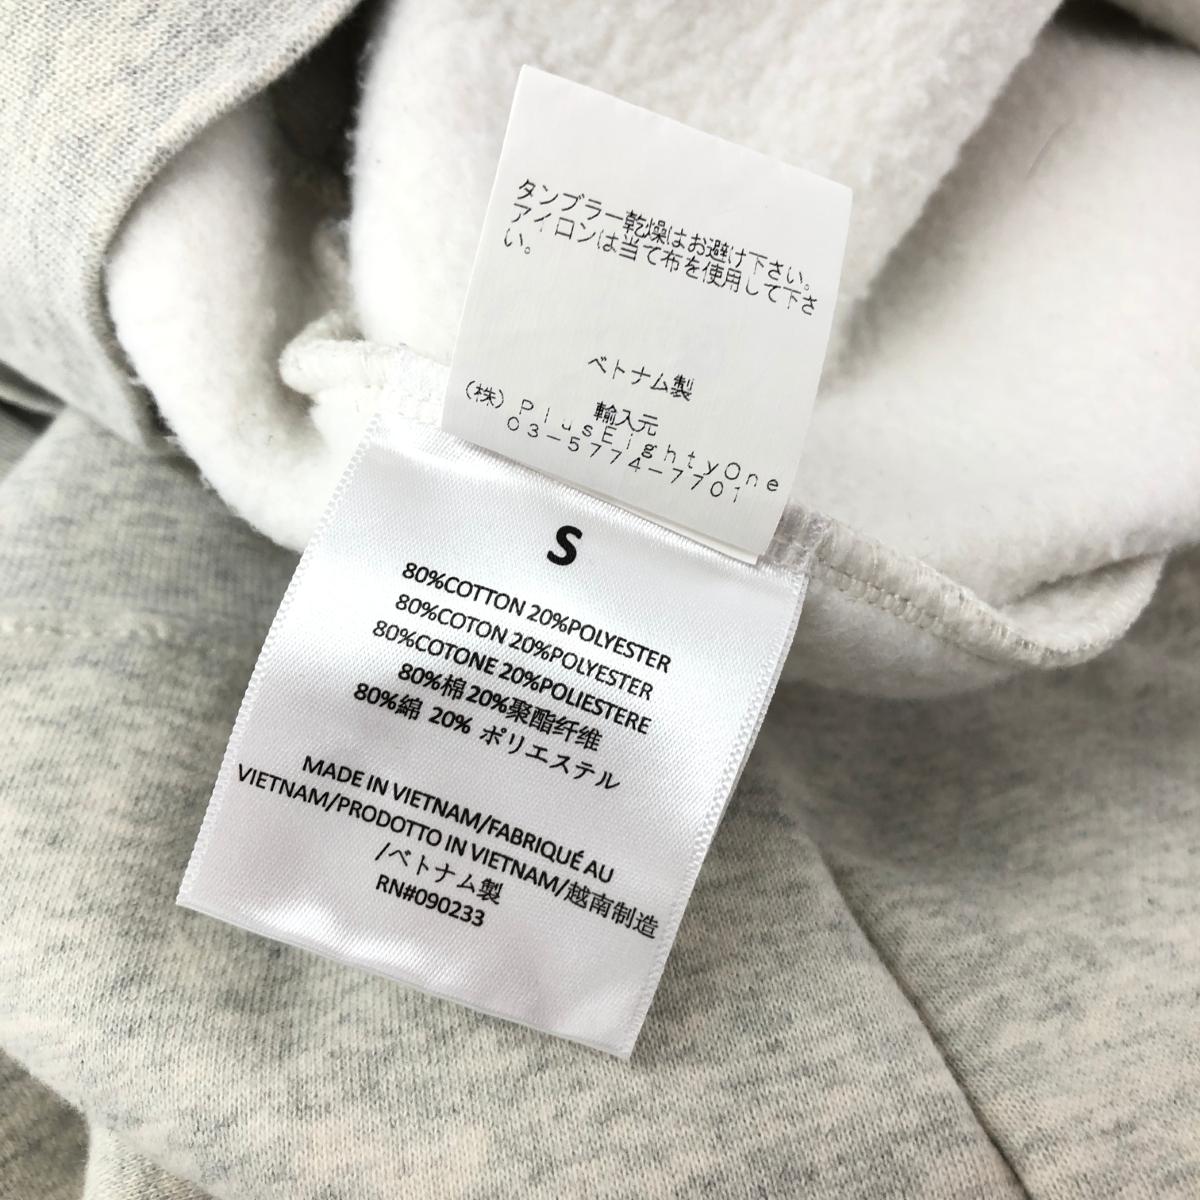 タンブラー乾燥はお避け下さい。
アイロンは当て布を使用して下さ
い。
ベトナム製
輸入元
(株)PlusEightyOne
03-5774-7701
S
80%COTTON 20%POLYESTER
80%COTON 20%POLYESTER
80%COTONE 20%POLIESTERE
80%棉 20%聚酯纤维
80%綿 20% ポリエステル
MADE IN VIETNAM/FABRIQUÉ AU
VIETNAM/PRODOTTO IN VIETNAM/越南制造
/ベトナム製
RN#090233